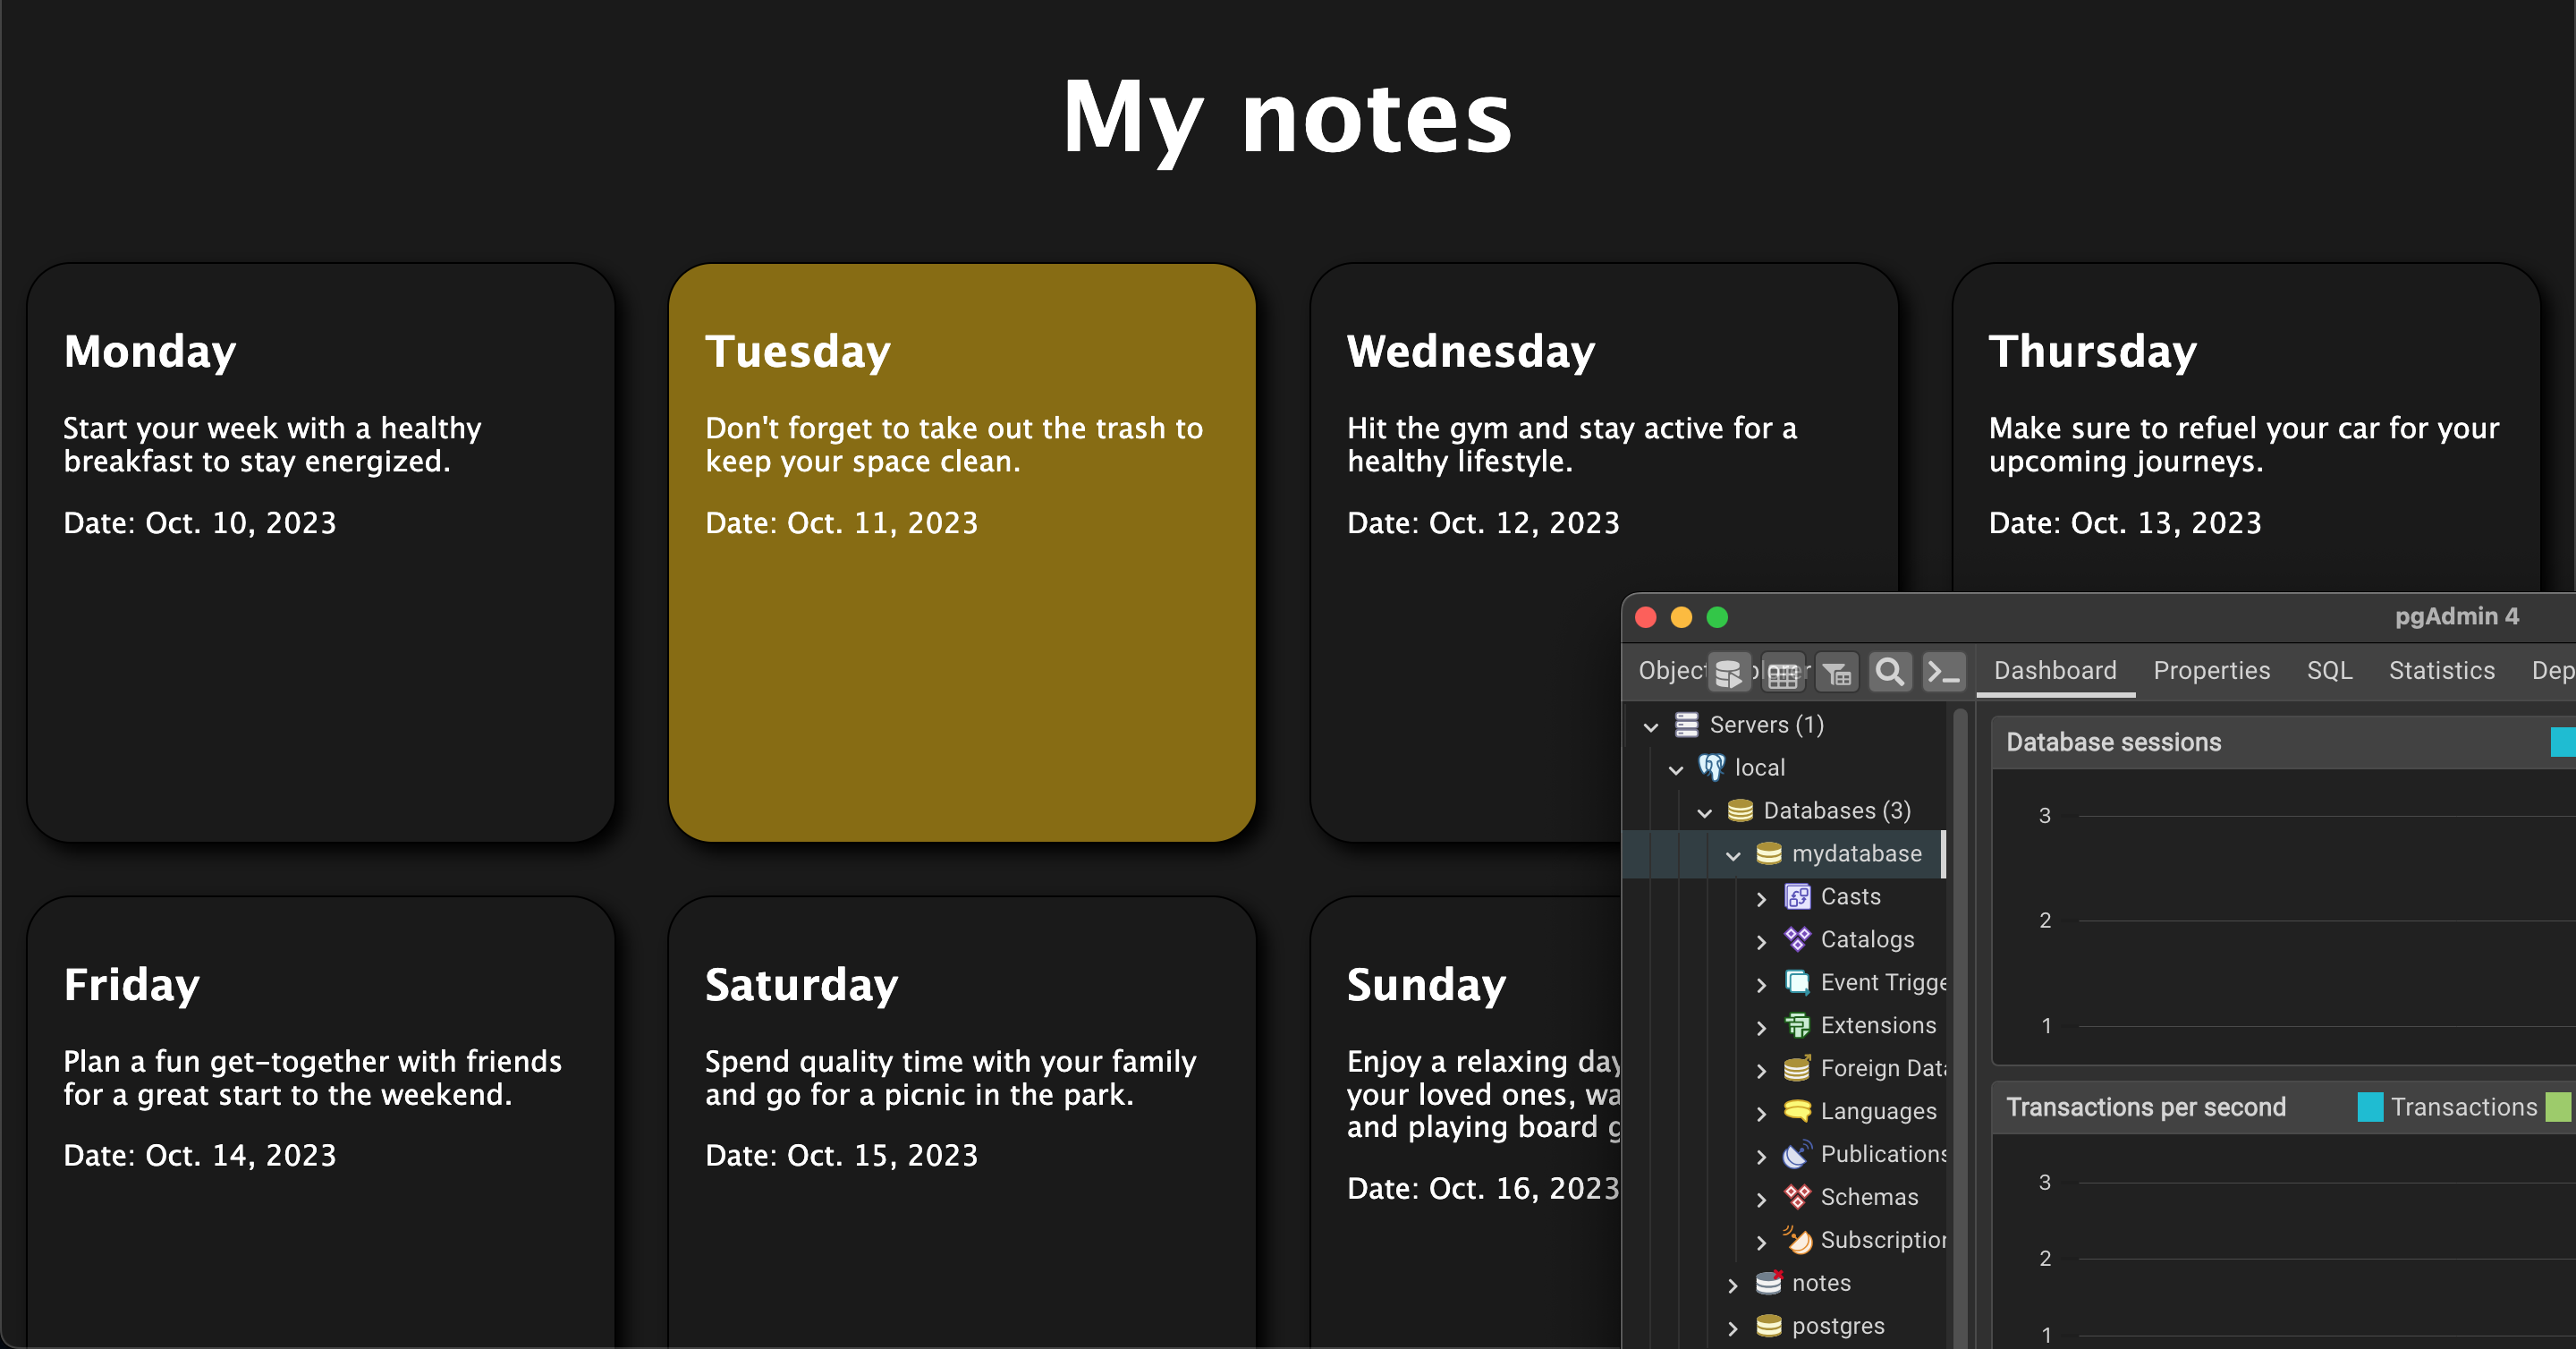 My notes
Monday
Start your week with a healthy
breakfast to stay energized.
Date: Oct. 10, 2023
Tuesday
Don't forget to take out the trash to
keep your space clean.
Date: Oct. 11, 2023
Wednesday
Hit the gym and stay active for a
healthy lifestyle.
Date: Oct. 12, 2023
Thursday
Make sure to refuel your car for your
upcoming journeys.
Date: Oct. 13, 2023
Friday
Plan a fun get-together with friends
for a great start to the weekend.
Date: Oct. 14, 2023
Saturday
Spend quality time with your family
and go for a picnic in the park.
Date: Oct. 15, 2023
Sunday
Enjoy a relaxing day
your loved ones, wa
and playing board g
Date: Oct. 16, 2023
pgAdmin 4
Dashboard Properties SQL Statistics Dep
Servers (1)
local
Databases (3)
mydatabase
Casts
Catalogs
Event Trigge
Extensions
Foreign Data
Languages
Publications
Schemas
Subscription
notes
postgres
Database sessions
3
2
1
Transactions per second Transactions
3
2
1